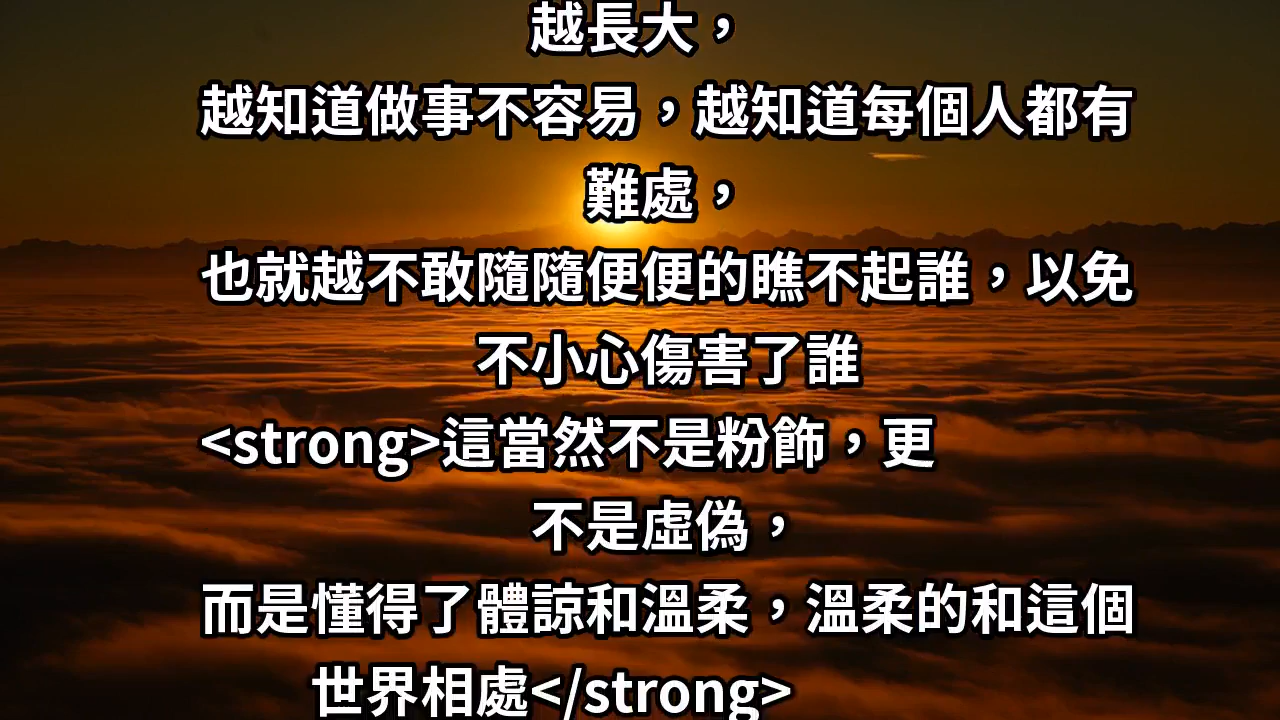 越長大，
越知道做事不容易，越知道每個人都有
難處，
也就越不敢隨隨便便的瞧不起誰，以免
不小心傷害了誰
<strong>這當然不是粉飾，更
不是虛偽，
而是懂得了體諒和溫柔，溫柔的和這個
世界相處</strong>